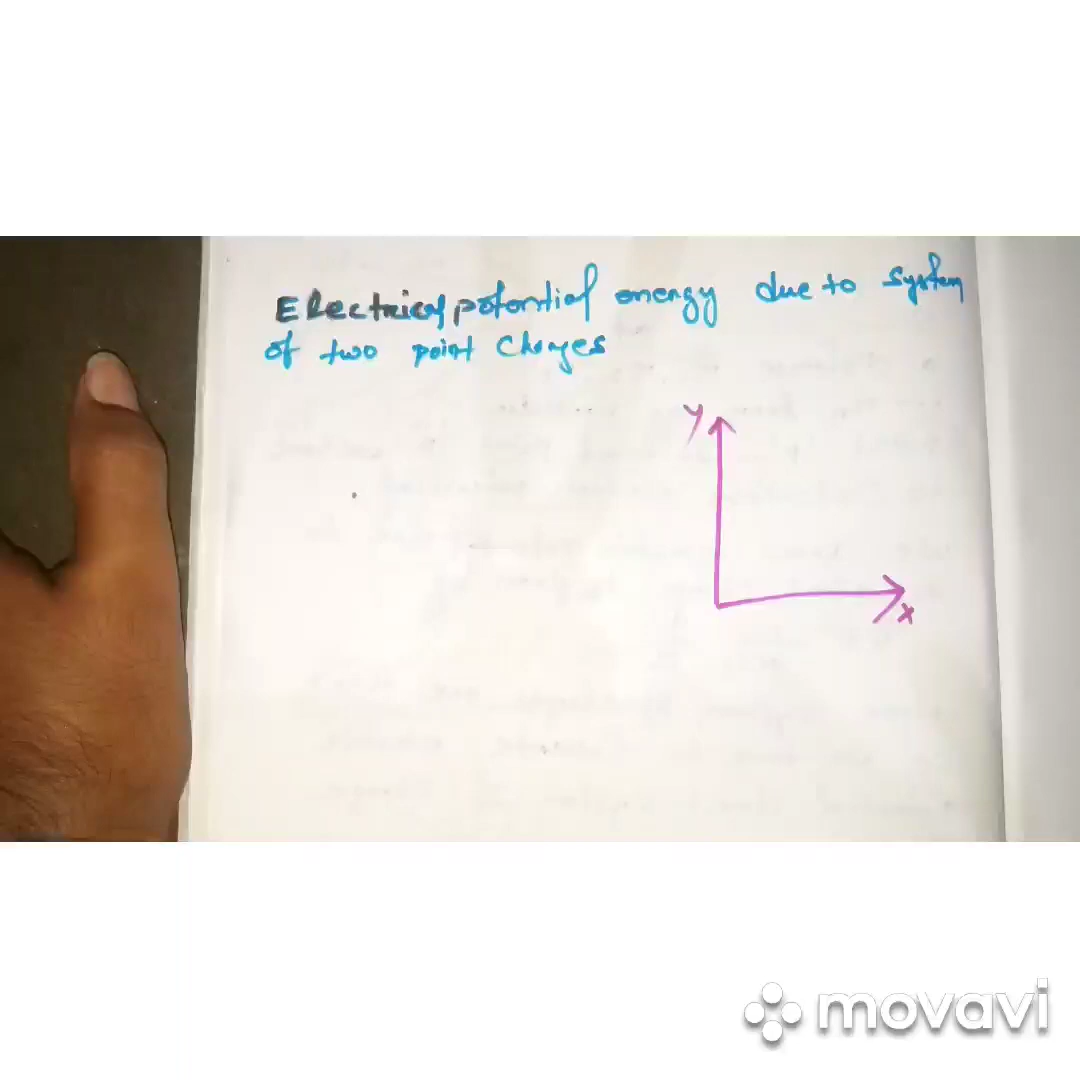 Electrical potential energy due to system
of two point charges
Y
X
movavi